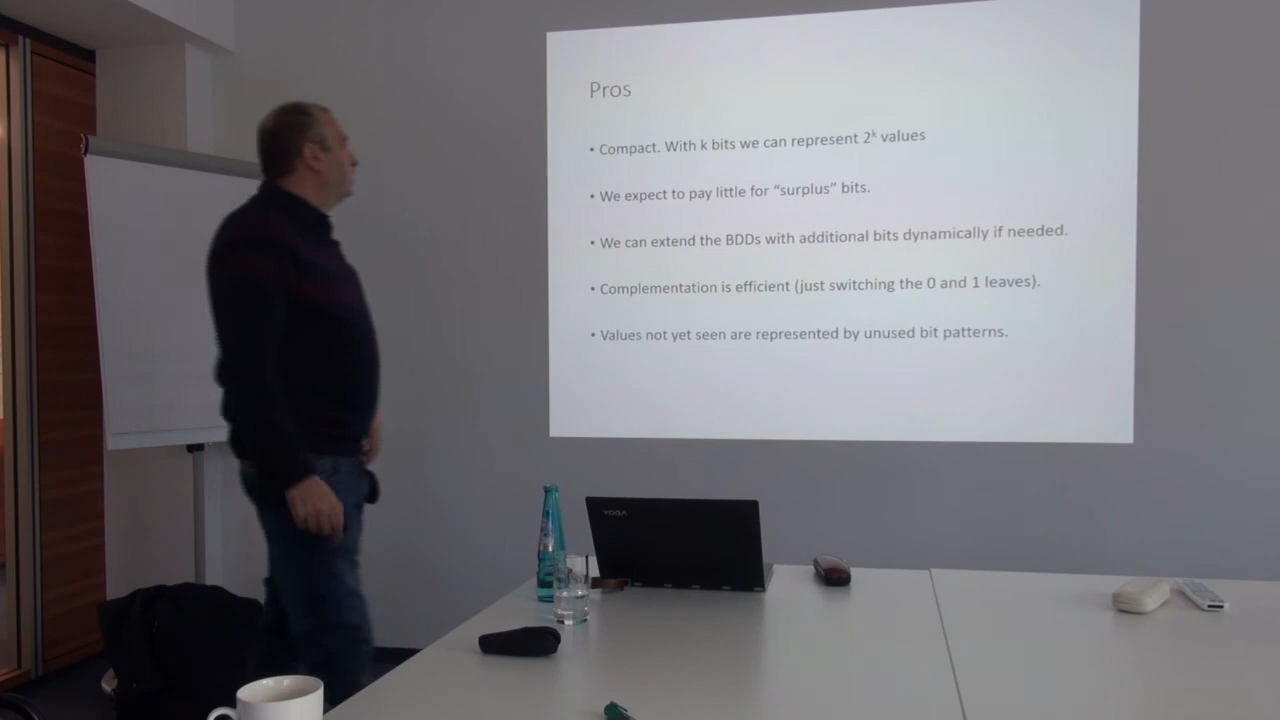 Pros
• Compact. With k bits we can represent 2ᵏ values
• We expect to pay little for “surplus” bits.
• We can extend the BDDs with additional bits dynamically if needed.
• Complementation is efficient (just switching the 0 and 1 leaves).
• Values not yet seen are represented by unused bit patterns.
YOGA